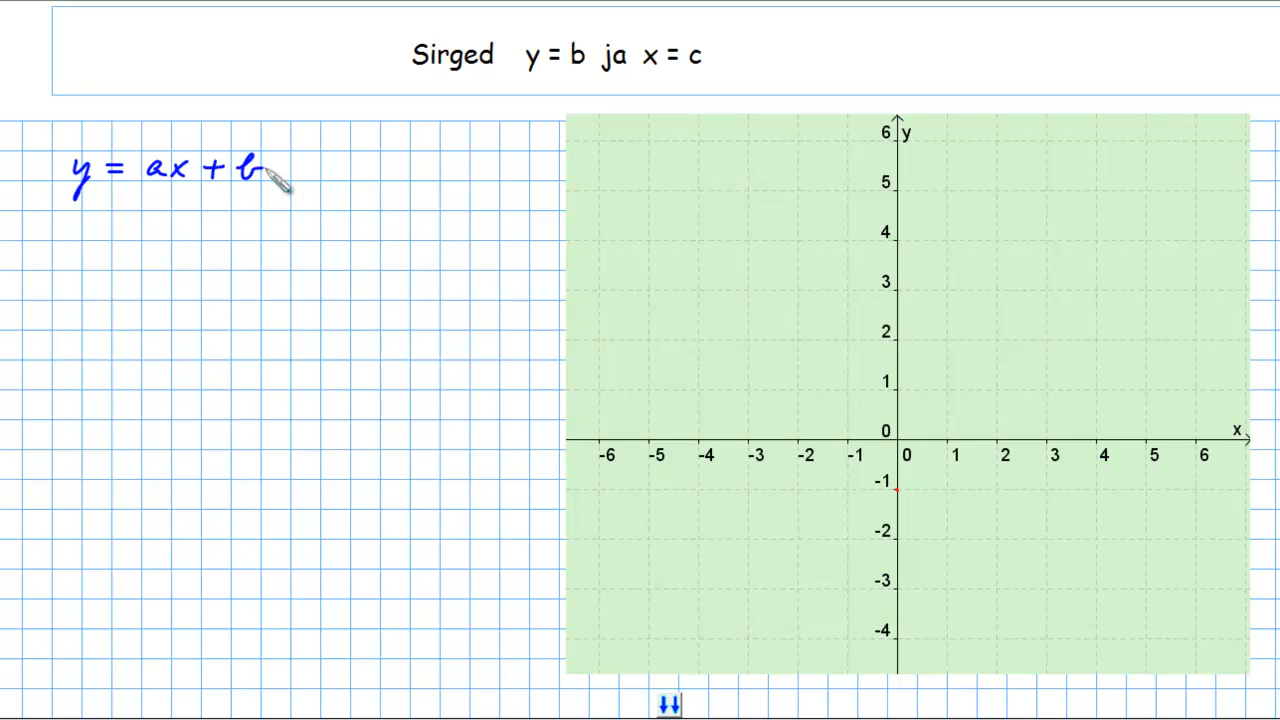 Sirged y = b ja x = c
y = ax + b
6 y
5
4
3
2
1
0 x
-6 -5 -4 -3 -2 -1 0 1 2 3 4 5 6
-1
-2
-3
-4